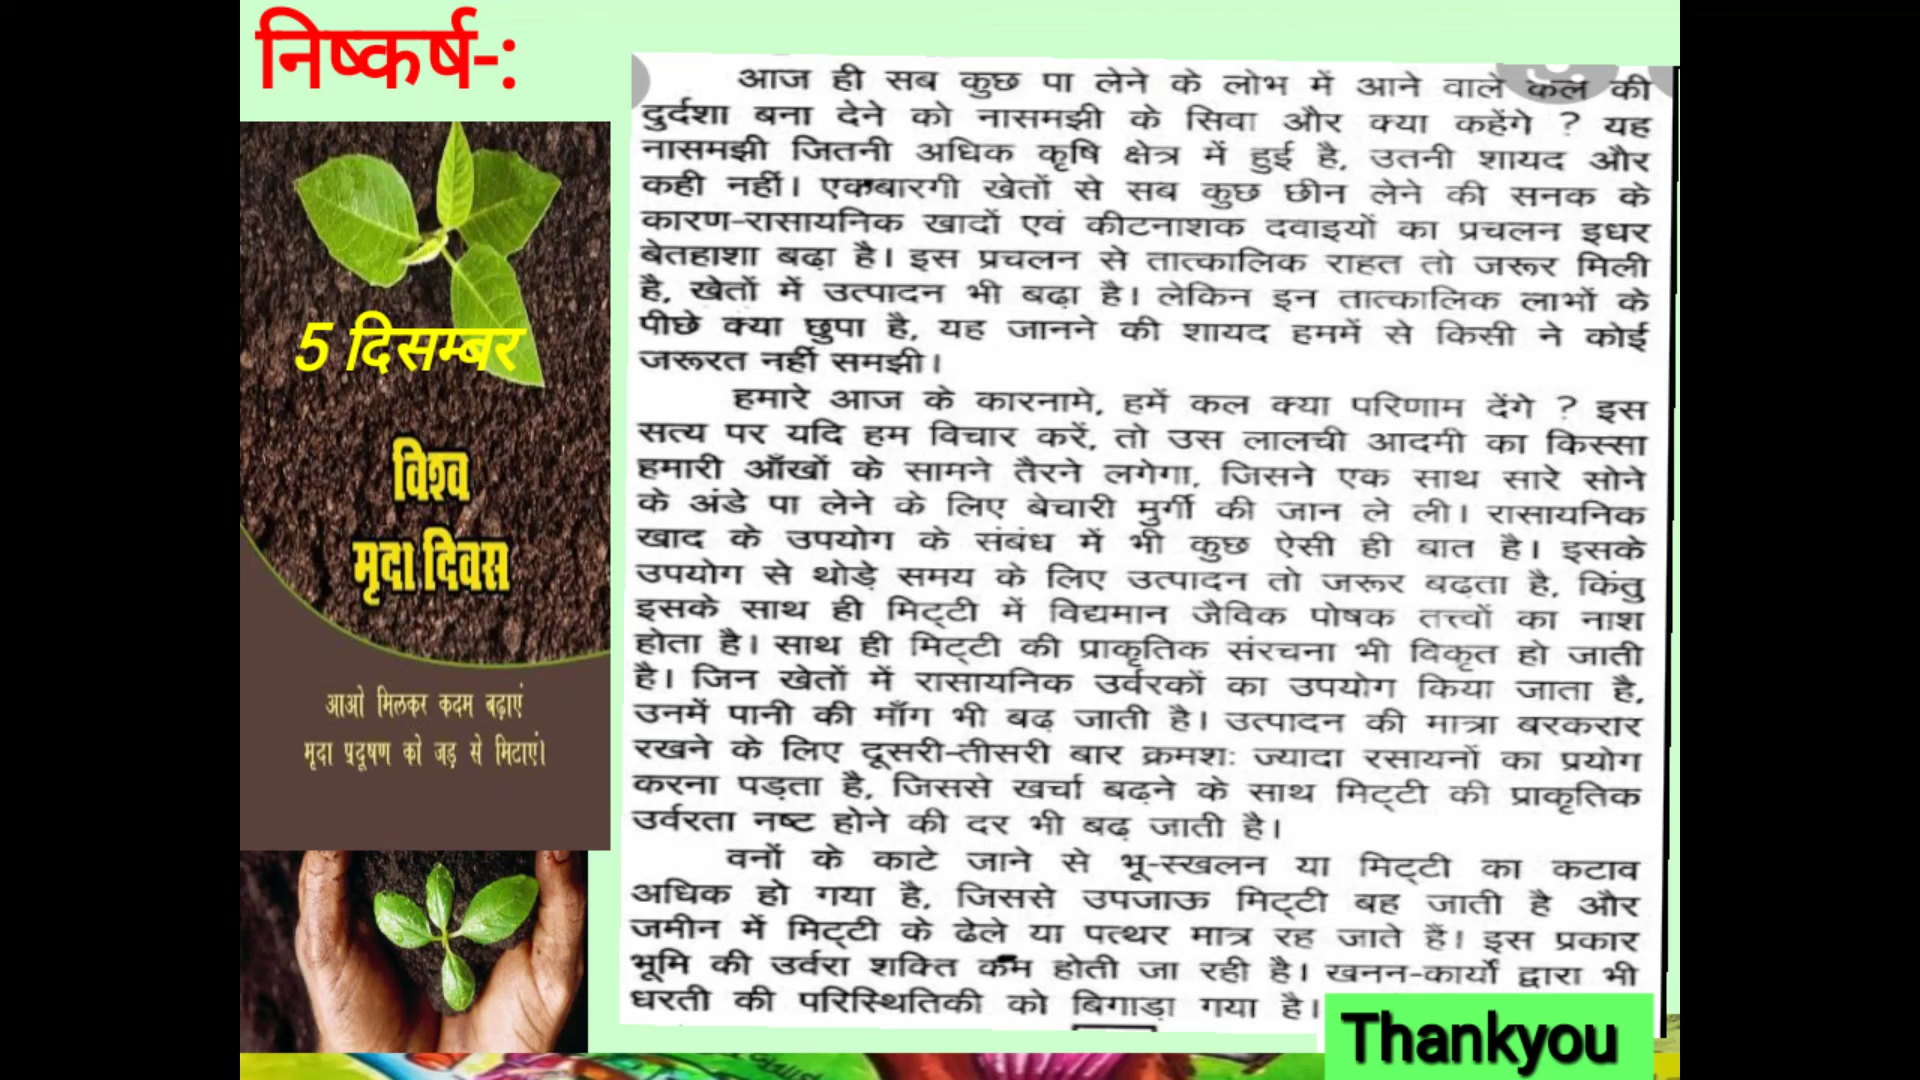 निष्कर्ष-:
आज ही सब कुछ पा लेने के लोभ में आने वाले कल की
दुर्दशा बना देने को नासमझी के सिवा और क्या कहेंगे ? यह
नासमझी जितनी अधिक कृषि क्षेत्र में हुई है, उतनी शायद और
कही नहीं। एकबारगी खेतों से सब कुछ छीन लेने की सनक के
कारण-रासायनिक खादों एवं कीटनाशक दवाइयों का प्रचलन इधर
बेतहाशा बढ़ा है। इस प्रचलन से तात्कालिक राहत तो जरूर मिली
है, खेतों में उत्पादन भी बढ़ा है। लेकिन इन तात्कालिक लाभों के
पीछे क्या छुपा है, यह जानने की शायद हममें से किसी ने कोई
जरूरत नहीं समझी।
हमारे आज के कारनामे, हमें कल क्या परिणाम देंगे ? इस
सत्य पर यदि हम विचार करें, तो उस लालची आदमी का किस्सा
हमारी आँखों के सामने तैरने लगेगा, जिसने एक साथ सारे सोने
के अंडे पा लेने के लिए बेचारी मुर्गी की जान ले ली। रासायनिक
खाद के उपयोग के संबंध में भी कुछ ऐसी ही बात है। इसके
उपयोग से थोड़े समय के लिए उत्पादन तो जरूर बढ़ता है, किंतु
इसके साथ ही मिट्‌टी में विद्यमान जैविक पोषक तत्त्वों का नाश
होता है। साथ ही मिट्‌टी की प्राकृतिक संरचना भी विकृत हो जाती
है। जिन खेतों में रासायनिक उर्वरकों का उपयोग किया जाता है,
उनमें पानी की माँग भी बढ़ जाती है। उत्पादन की मात्रा बरकरार
रखने के लिए दूसरी-तीसरी बार क्रमशः ज्यादा रसायनों का प्रयोग
करना पड़ता है, जिससे खर्चा बढ़ने के साथ मिट्‌टी की प्राकृतिक
उर्वरता नष्ट होने की दर भी बढ़ जाती है।
वनों के काटे जाने से भू-स्खलन या मिट्‌टी का कटाव
अधिक हो गया है, जिससे उपजाऊ मिट्‌टी बह जाती है और
जमीन में मिट्‌टी के ढेले या पत्थर मात्र रह जाते हैं। इस प्रकार
भूमि की उर्वरा शक्ति कम होती जा रही है। खनन-कार्यों द्वारा भी
धरती की परिस्थितिकी को बिगाड़ा गया है।
5 दिसम्बर
विश्व
मृदा दिवस
आओ मिलकर कदम बढ़ाएं
मृदा प्रदूषण को जड़ से मिटाएं।
Thankyou